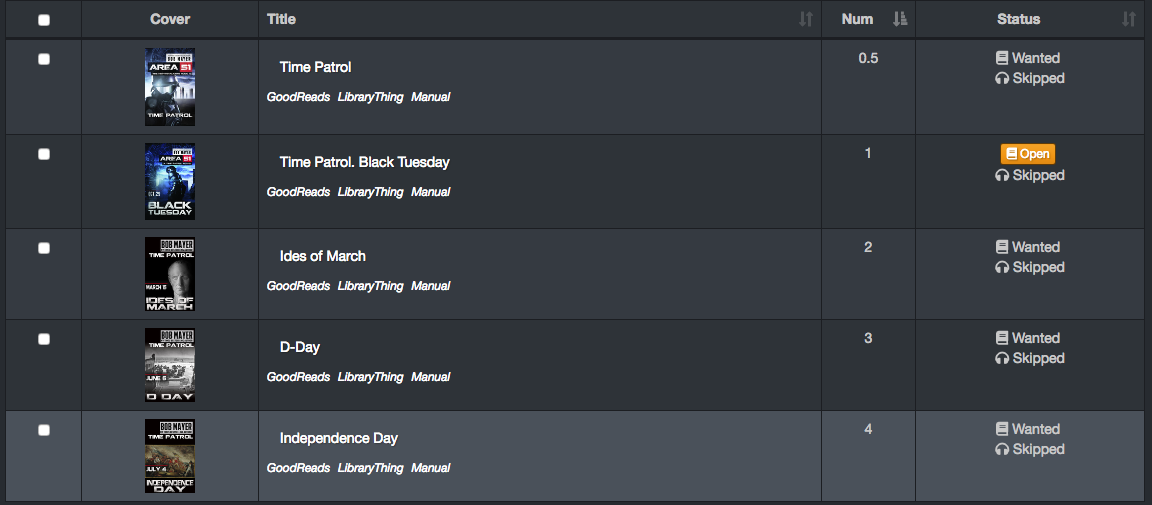 Cover Title Num Status
BOB MAYER
AREA 51
TIME PATROL
Time Patrol
GoodReads LibraryThing Manual
0.5
Wanted
Skipped
AREA 51
BLACK
TUESDAY
Time Patrol. Black Tuesday
GoodReads LibraryThing Manual
1
Open
Skipped
BOB MAYER
TIME PATROL
MARCH 15
IDES OF
MARCH
Ides of March
GoodReads LibraryThing Manual
2
Wanted
Skipped
BOB MAYER
TIME PATROL
JUNE 6
D DAY
D-Day
GoodReads LibraryThing Manual
3
Wanted
Skipped
BOB MAYER
TIME PATROL
JULY 4
INDEPENDENCE
DAY
Independence Day
GoodReads LibraryThing Manual
4
Wanted
Skipped